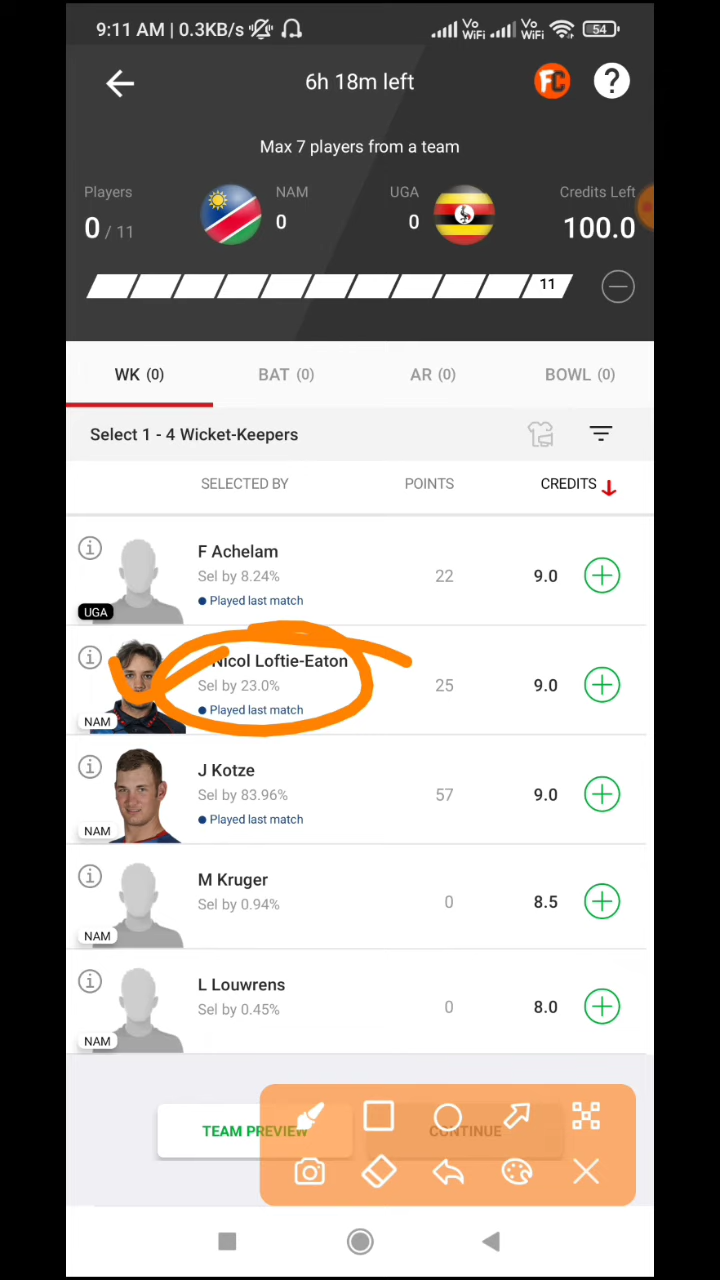 9:11 AM | 0.3KB/s
Vo WiFi Vo WiFi 54
6h 18m left
FC ?
Max 7 players from a team
Players NAM UGA Credits Left
0 / 11 0 0 100.0
11
WK (0) BAT (0) AR (0) BOWL (0)
Select 1 - 4 Wicket-Keepers
SELECTED BY POINTS CREDITS
F Achelam
Sel by 8.24% 22 9.0
Played last match
UGA
Nicol Loftie-Eaton
Sel by 23.0% 25 9.0
Played last match
NAM
J Kotze
Sel by 83.96% 57 9.0
Played last match
NAM
M Kruger
Sel by 0.94% 0 8.5
NAM
L Louwrens
Sel by 0.45% 0 8.0
NAM
TEAM PREVIEW CONTINUE